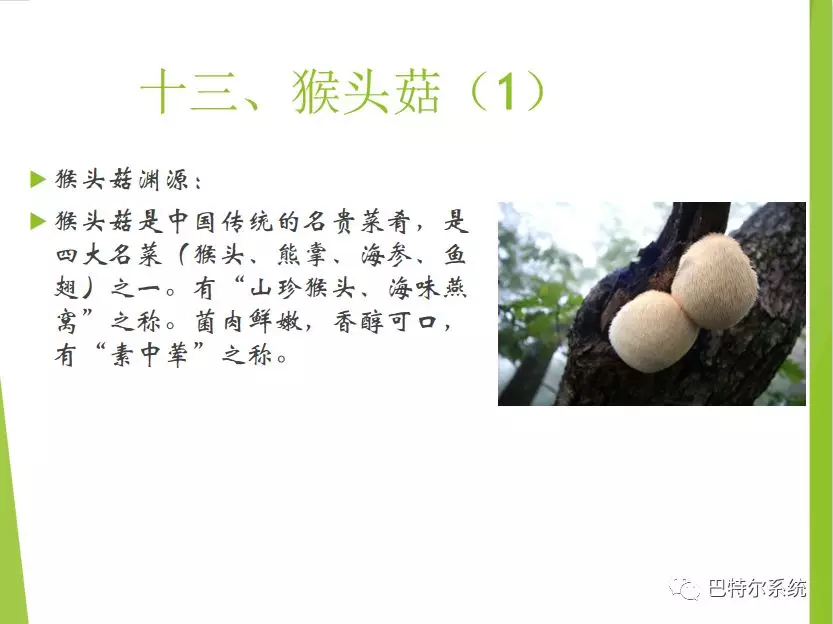 十三、猴头菇（1）
猴头菇渊源：
猴头菇是中国传统的名贵菜肴，是
四大名菜（猴头、熊掌、海参、鱼
翅）之一。有“山珍猴头、海味燕
窝”之称。菌肉鲜嫩，香醇可口，
有“素中荤”之称。
巴特尔系统